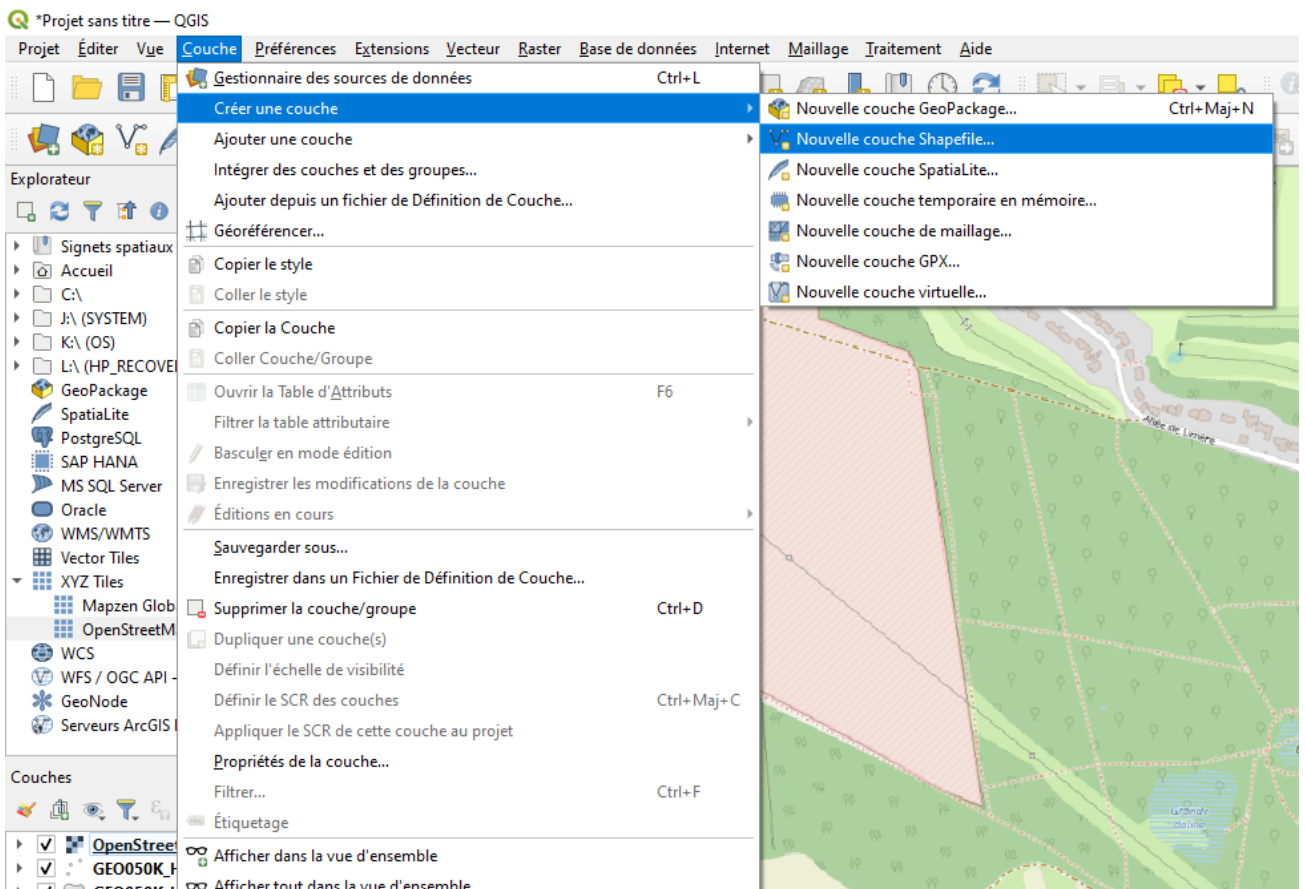 *Projet sans titre — QGIS
Projet Éditer Vue Couche Préférences Extensions Vecteur Raster Base de données Internet Maillage Traitement Aide
Gestionnaire des sources de données Ctrl+L
Créer une couche
Ajouter une couche
Intégrer des couches et des groupes...
Ajouter depuis un fichier de Définition de Couche...
Géoréférencer...
Copier le style
Coller le style
Copier la Couche
Coller Couche/Groupe
Ouvrir la Table d'Attributs F6
Filtrer la table attributaire
Basculer en mode édition
Enregistrer les modifications de la couche
Éditions en cours
Sauvegarder sous...
Enregistrer dans un Fichier de Définition de Couche...
Supprimer la couche/groupe Ctrl+D
Dupliquer une couche(s)
Définir l'échelle de visibilité
Définir le SCR des couches Ctrl+Maj+C
Appliquer le SCR de cette couche au projet
Propriétés de la couche...
Filtrer... Ctrl+F
Étiquetage
Afficher dans la vue d'ensemble
Afficher tout dans la vue d'ensemble
Nouvelle couche GeoPackage... Ctrl+Maj+N
Nouvelle couche Shapefile...
Nouvelle couche SpatiaLite...
Nouvelle couche temporaire en mémoire...
Nouvelle couche de maillage...
Nouvelle couche GPX...
Nouvelle couche virtuelle...
Explorateur
Signets spatiaux
Accueil
C:\
J:\ (SYSTEM)
K:\ (OS)
L:\ (HP_RECOVE
GeoPackage
SpatiaLite
PostgreSQL
SAP HANA
MS SQL Server
Oracle
WMS/WMTS
Vector Tiles
XYZ Tiles
Mapzen Glob
OpenStreetM
WCS
WFS / OGC API -
GeoNode
Serveurs ArcGIS
Couches
OpenStreet
GEO050K_H
Allée de Limère
Grande
doline